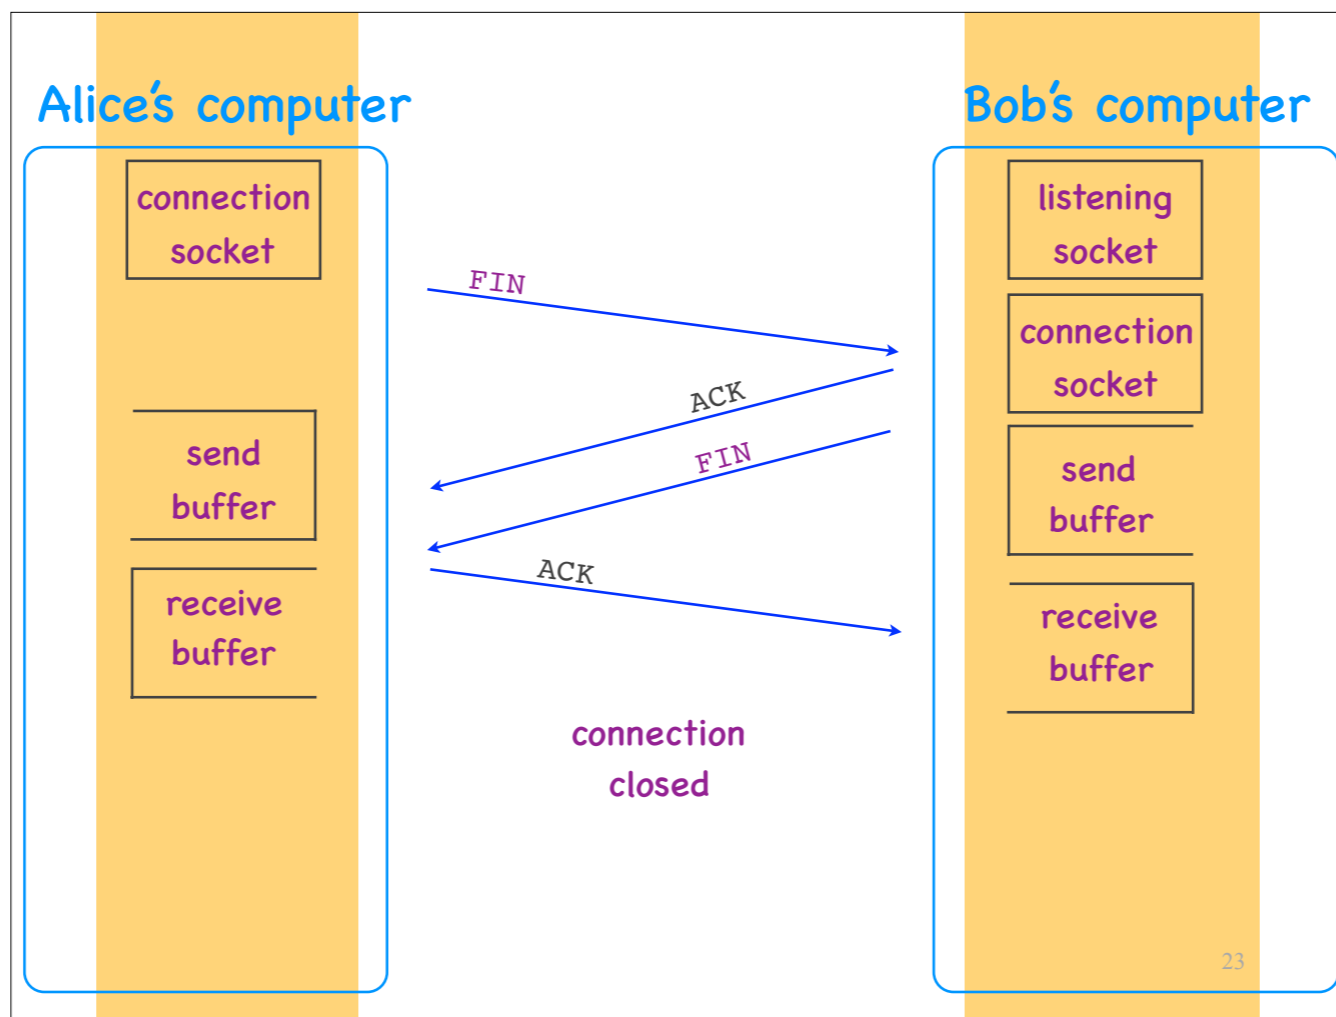 Alice's computer
Bob's computer
connection
socket
listening
socket
FIN
connection
socket
ACK
FIN
send
buffer
send
buffer
ACK
receive
buffer
receive
buffer
connection
closed
23